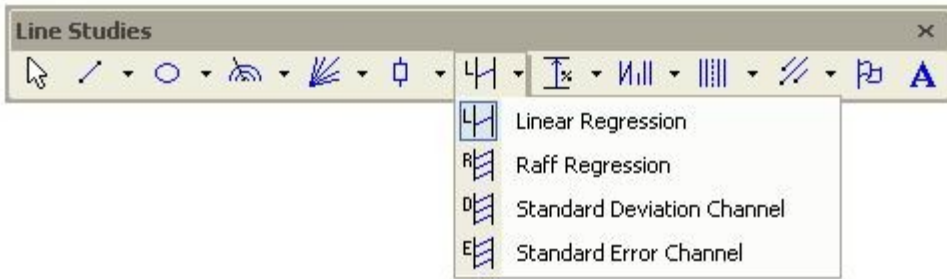 Line Studies
L % A
L Linear Regression
R Raff Regression
D Standard Deviation Channel
E Standard Error Channel